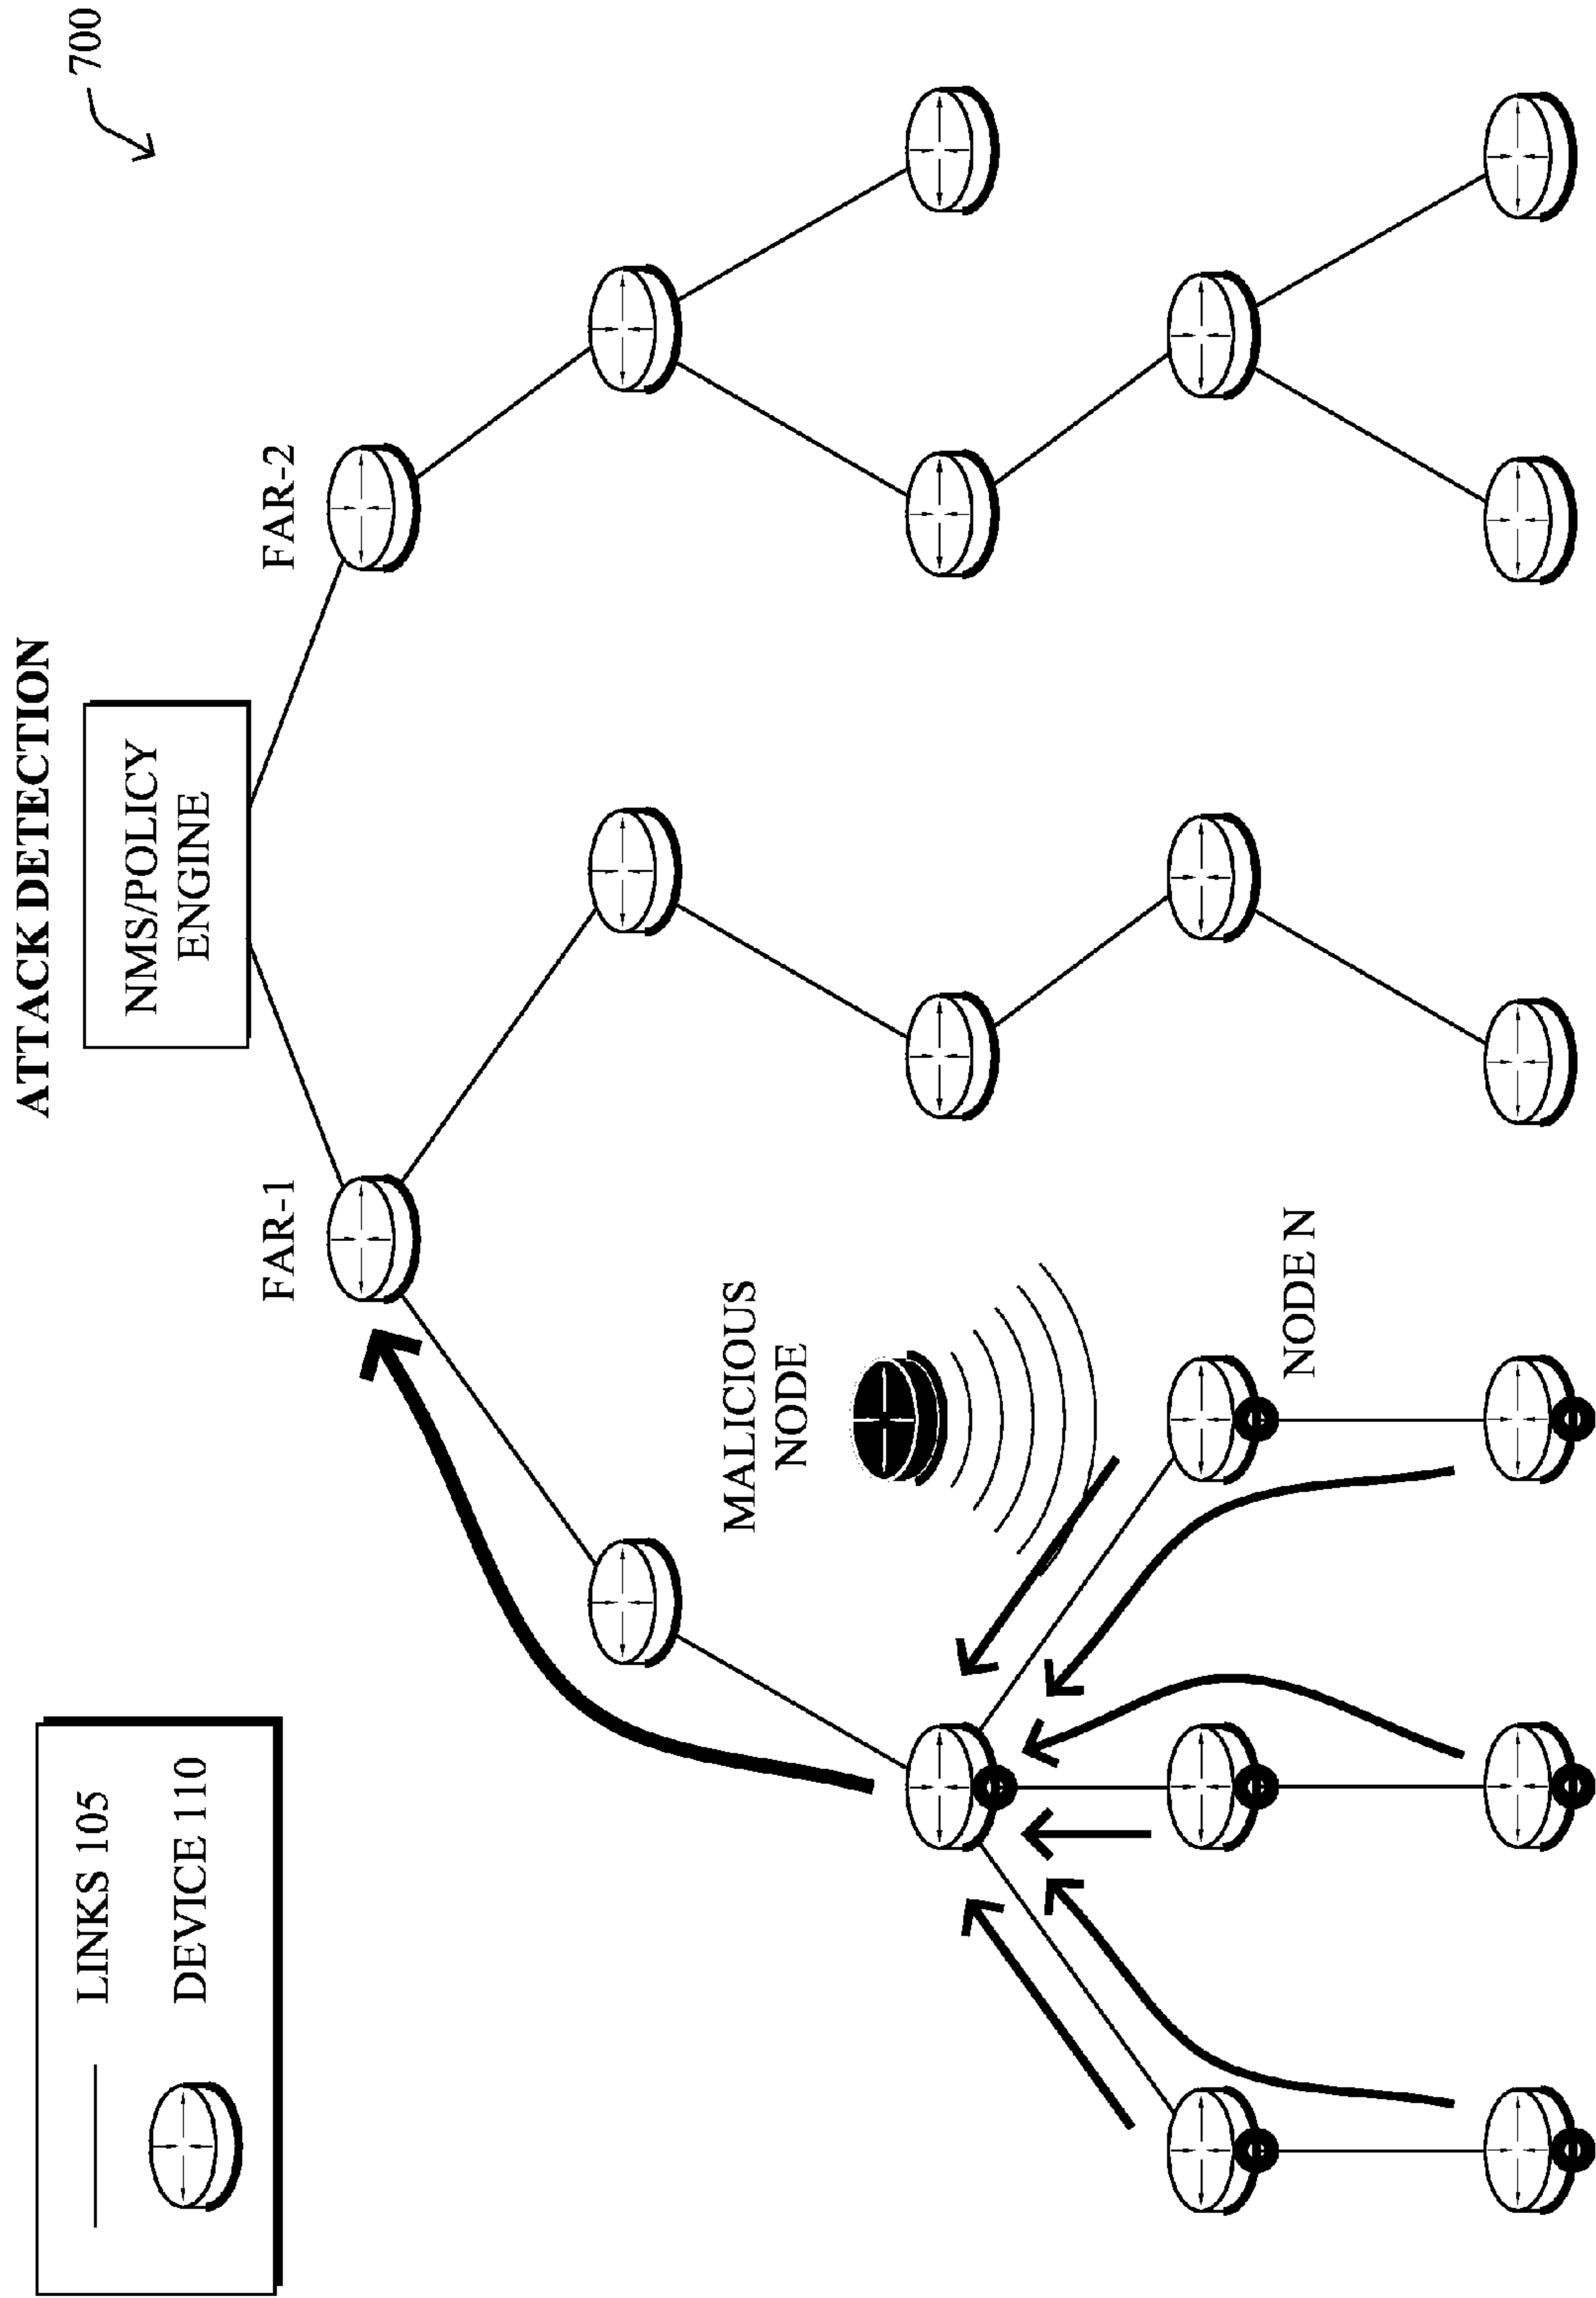 ATTACK DETECTION
700
LINKS 105
DEVICE 110
NMS/POLICY
ENGINE
FAR-1
FAR-2
MALICIOUS
NODE
NODE N